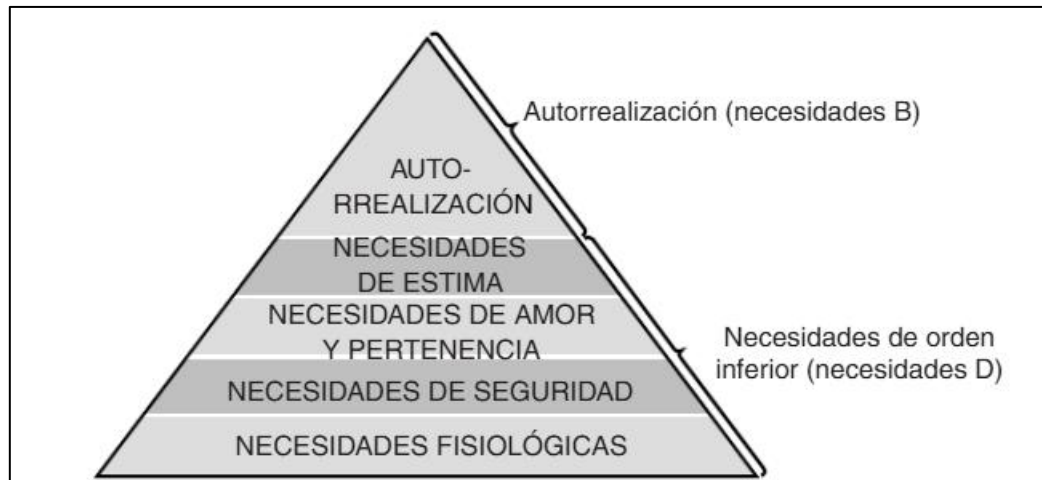 Autorrealización (necesidades B)
AUTO-
RREALIZACIÓN
NECESIDADES
DE ESTIMA
NECESIDADES DE AMOR
Y PERTENENCIA
Necesidades de orden
inferior (necesidades D)
NECESIDADES DE SEGURIDAD
NECESIDADES FISIOLÓGICAS